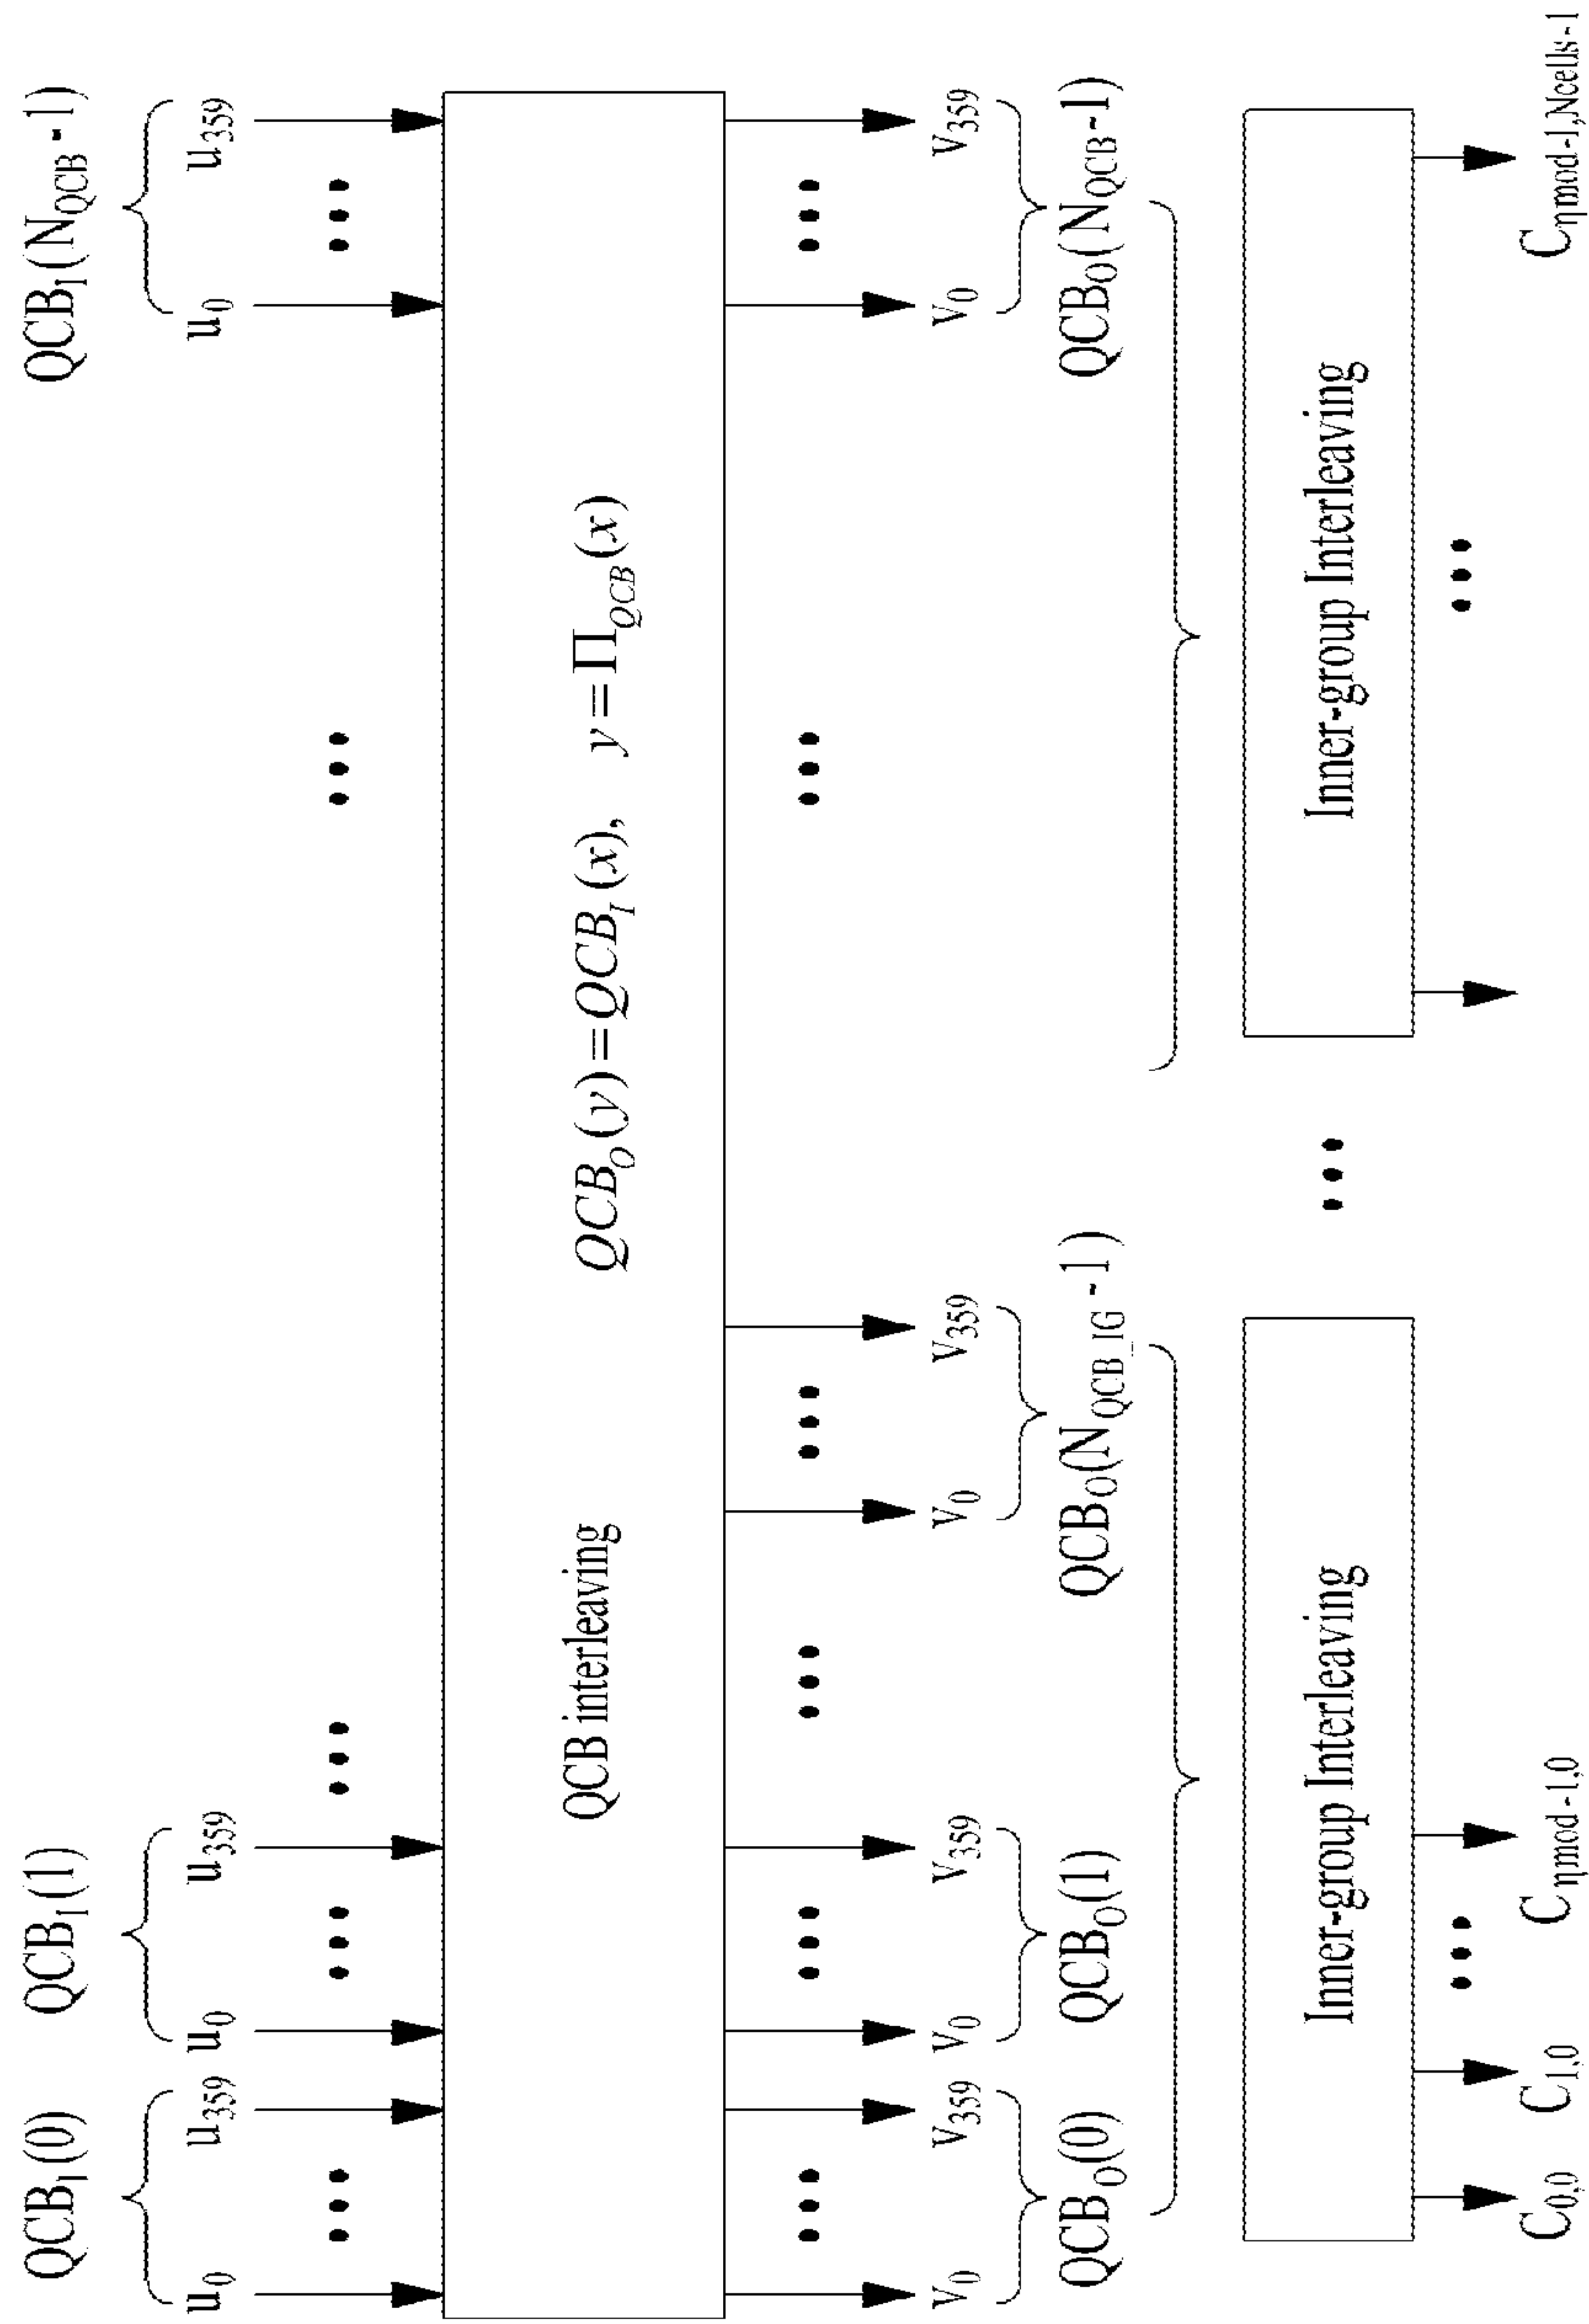 QCB_I(0) QCB_I(1) QCB_I(N_QCB -1)
u_0 u_359 u_0 u_359 u_0 u_359
••• ••• ••• ••• •••
QCB interleaving QCB_O(y)=QCB_I(x), y=Π_QCB(x)
••• ••• ••• ••• ••• •••
v_0 v_359 v_0 v_359 v_0 v_359 v_0 v_359
QCB_O(0) QCB_O(1) QCB_O(N_QCB_IG -1) QCB_O(N_QCB -1)
Inner-group Interleaving ••• Inner-group Interleaving
••• •••
C_0,0 C_1,0 C_ηmod -1,0 C_ηmod -1,Ncells -1